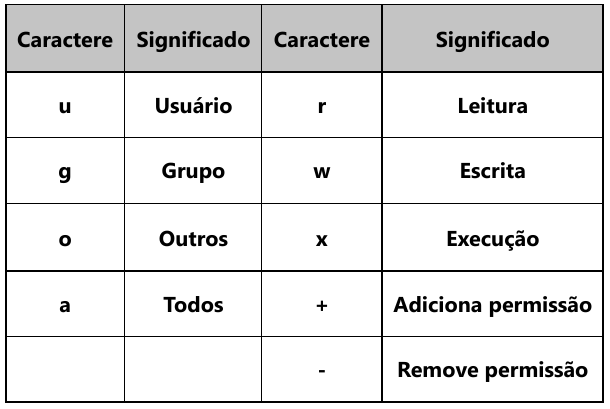 Caractere Significado Caractere Significado
u Usuário r Leitura
g Grupo w Escrita
o Outros x Execução
a Todos + Adiciona permissão
- Remove permissão